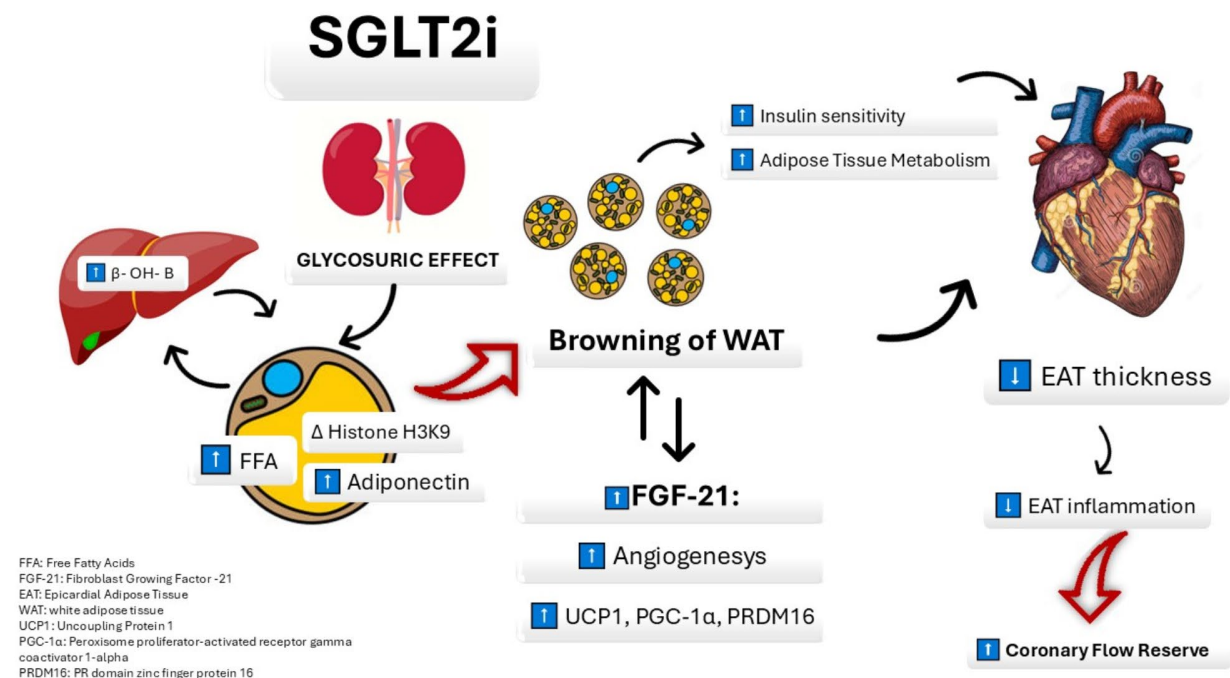 SGLT2i
GLYCOSURIC EFFECT
↑ β- OH- B
Δ Histone H3K9
↑ FFA
↑ Adiponectin
↑ Insulin sensitivity
↑ Adipose Tissue Metabolism
Browning of WAT
↑ FGF-21:
↑ Angiogenesys
↑ UCP1, PGC-1α, PRDM16
↓ EAT thickness
↓ EAT inflammation
↑ Coronary Flow Reserve
FFA: Free Fatty Acids
FGF-21: Fibroblast Growing Factor -21
EAT: Epicardial Adipose Tissue
WAT: white adipose tissue
UCP1: Uncoupling Protein 1
PGC-1α: Peroxisome proliferator-activated receptor gamma
coactivator 1-alpha
PRDM16: PR domain zinc finger protein 16